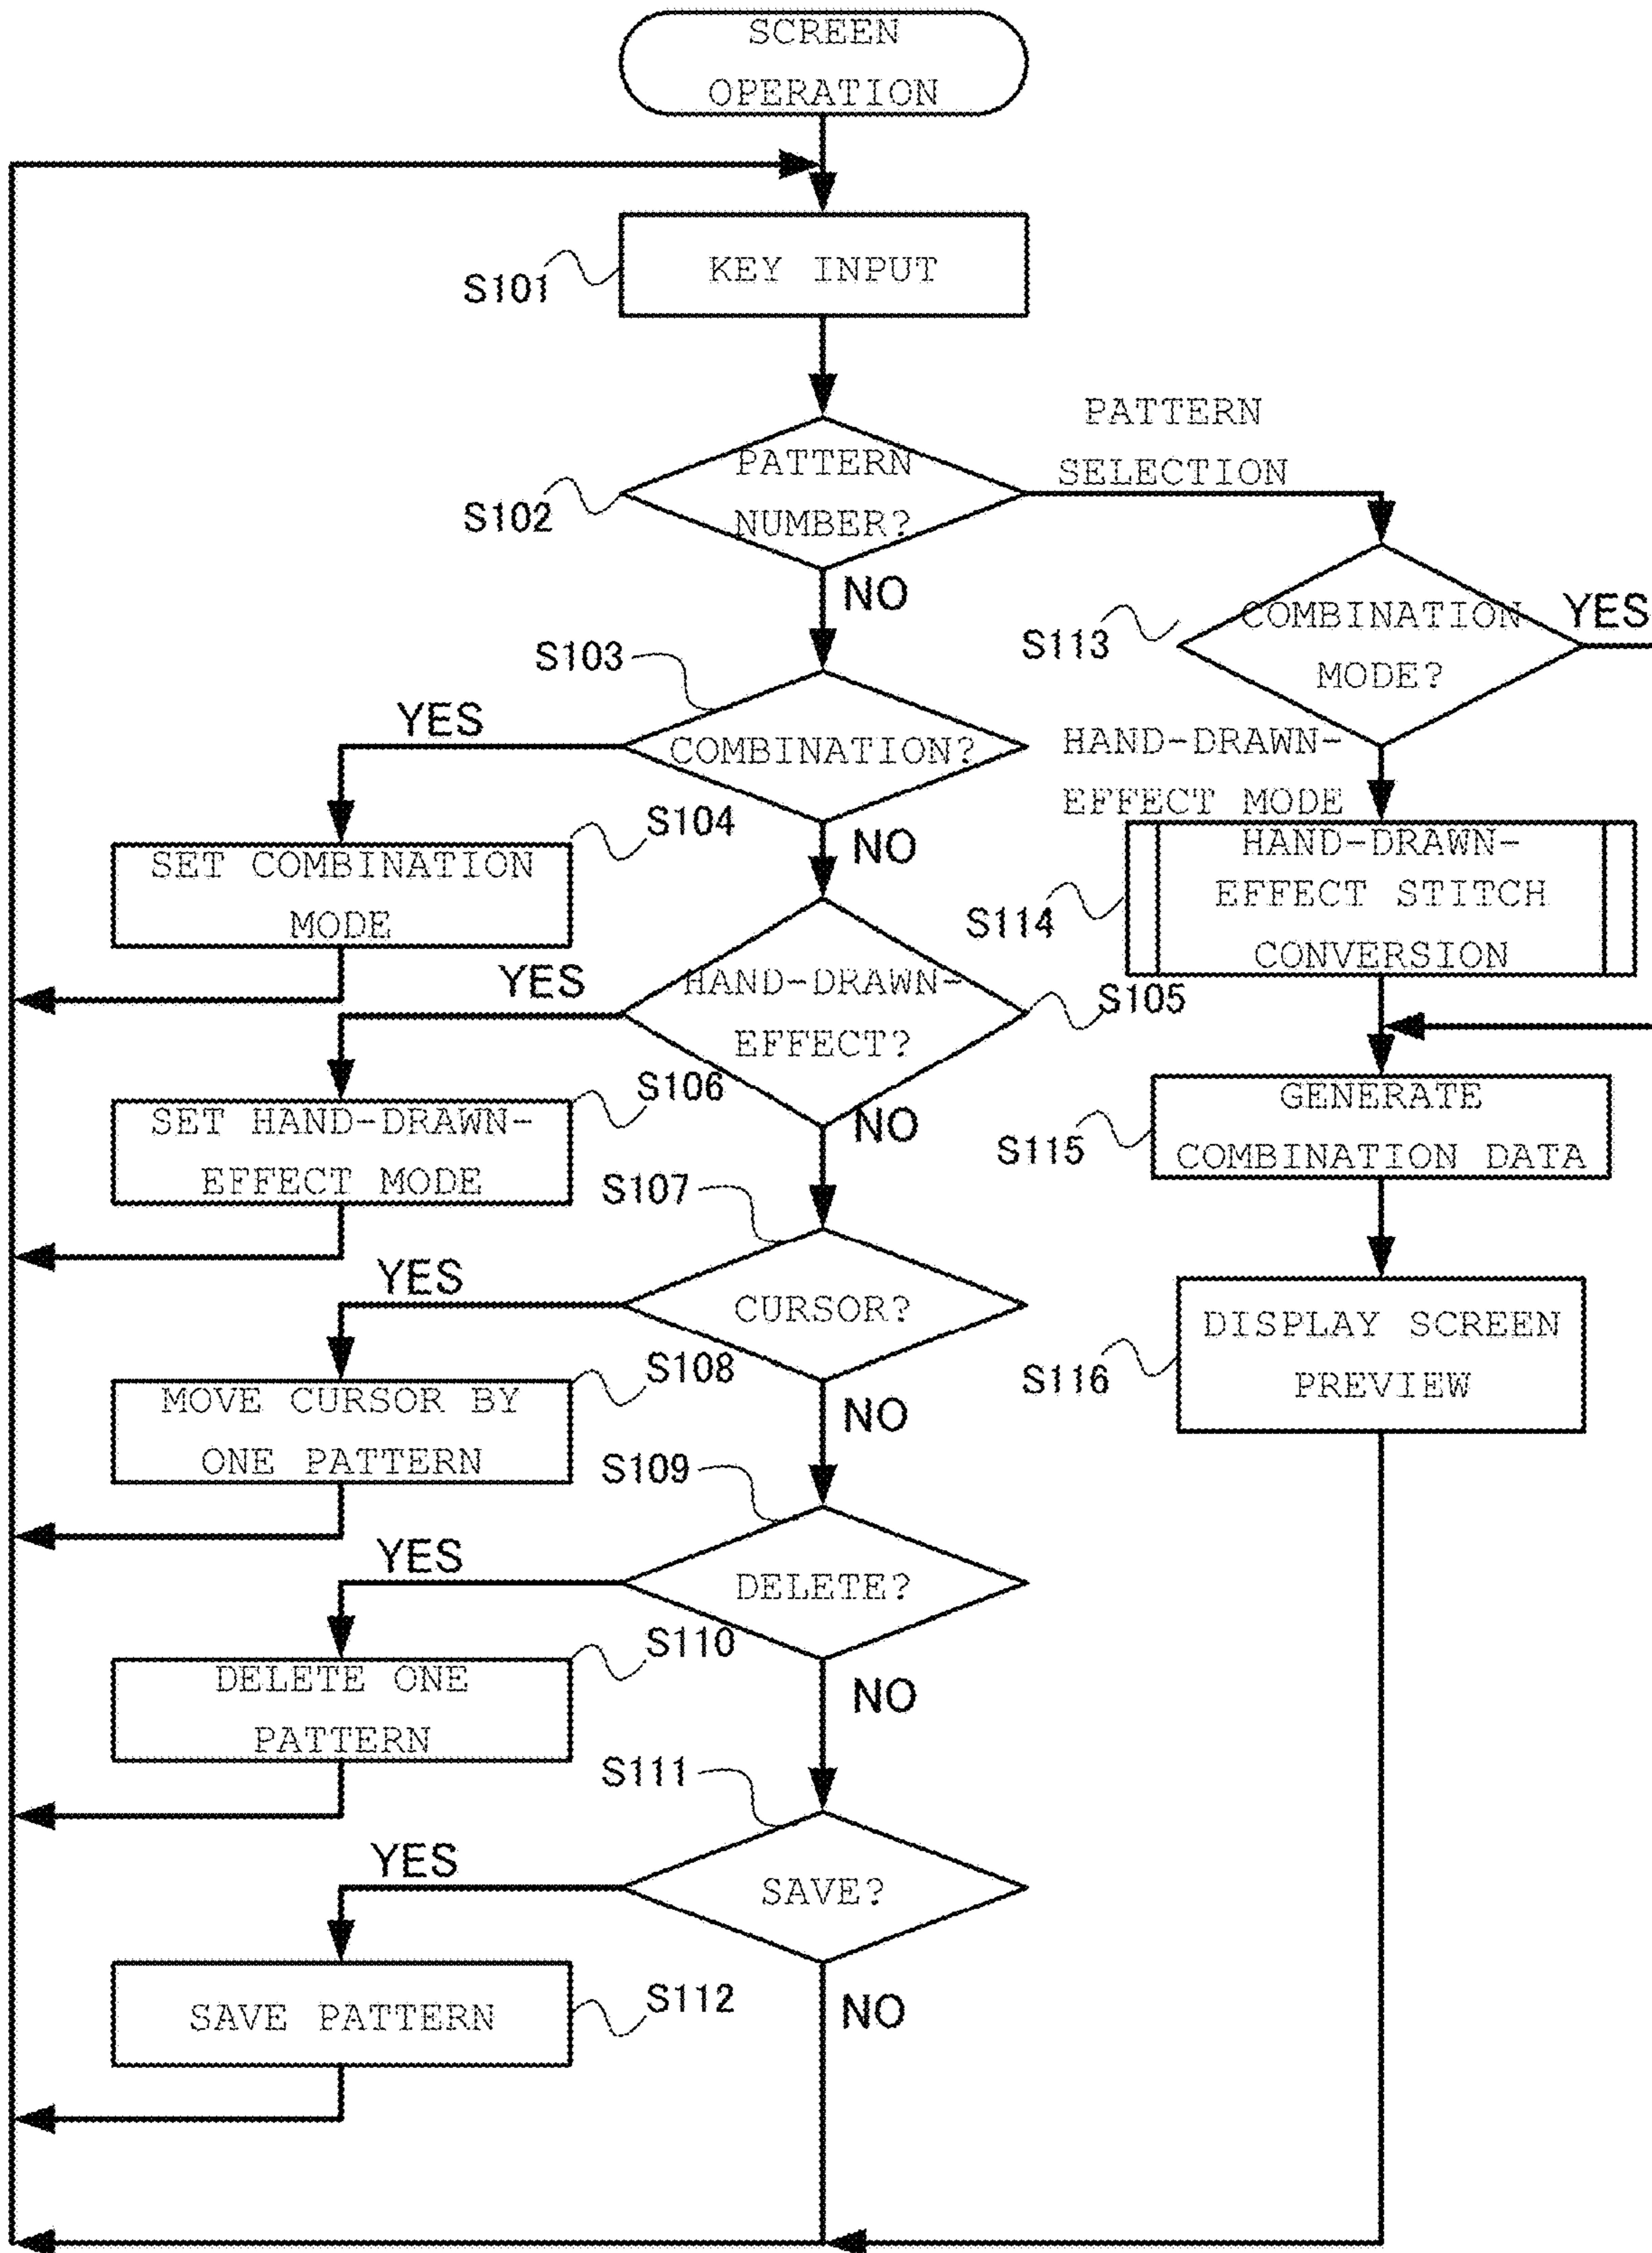 SCREEN
OPERATION
S101
KEY INPUT
S102
PATTERN
NUMBER?
PATTERN
SELECTION
NO
S103
YES
COMBINATION?
S104
SET COMBINATION
MODE
NO
YES
HAND-DRAWN-
EFFECT?
S105
S106
SET HAND-DRAWN-
EFFECT MODE
NO
S107
YES
CURSOR?
S108
MOVE CURSOR BY
ONE PATTERN
NO
S109
YES
DELETE?
S110
DELETE ONE
PATTERN
NO
S111
YES
SAVE?
S112
SAVE PATTERN
NO
S113
COMBINATION
MODE?
YES
HAND-DRAWN-
EFFECT MODE
S114
HAND-DRAWN-
EFFECT STITCH
CONVERSION
S115
GENERATE
COMBINATION DATA
S116
DISPLAY SCREEN
PREVIEW